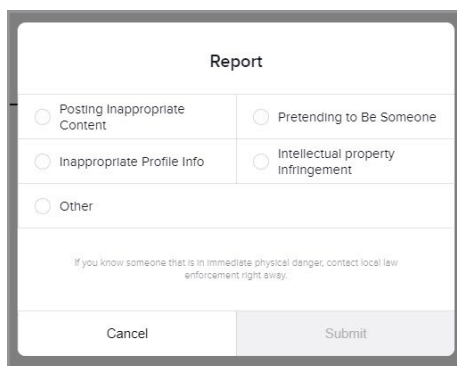 Report
Posting Inappropriate
Content
Pretending to Be Someone
Inappropriate Profile Info
Intellectual property
infringement
Other
If you know someone that is in immediate physical danger, contact local law
enforcement right away.
Cancel
Submit